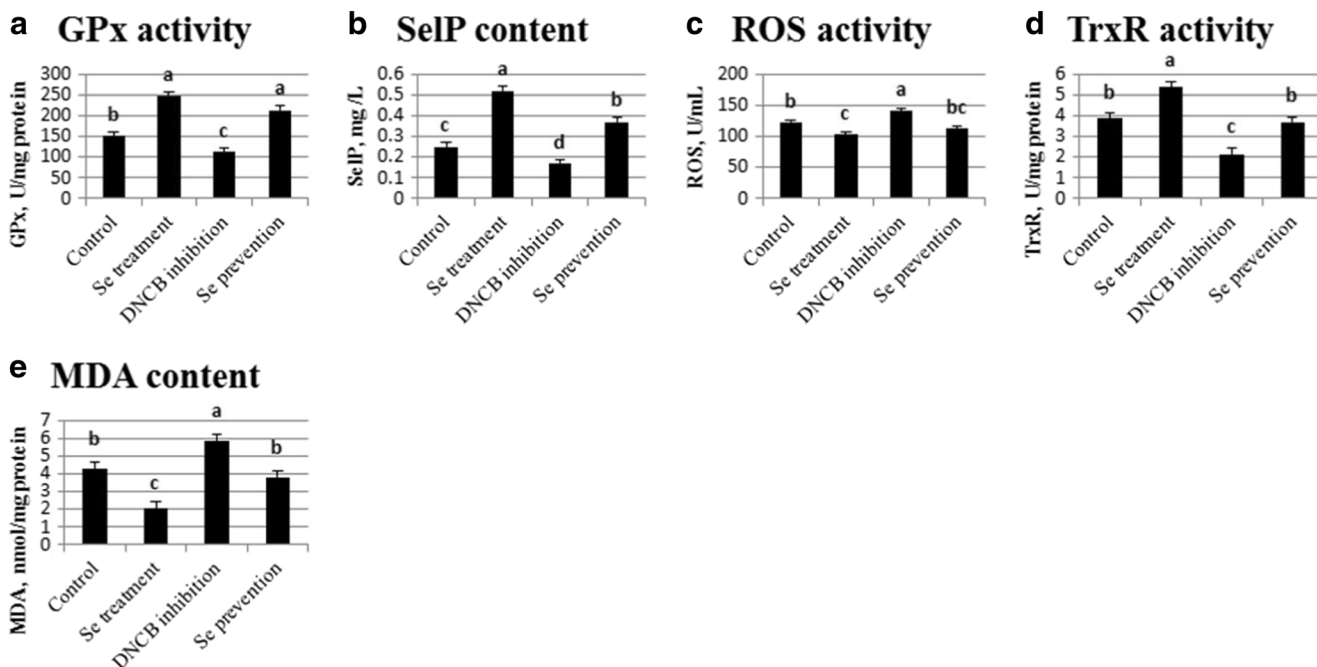 a GPx activity
GPx, U/mg protein
300
250
200
150
100
50
0
b
a
c
a
Control
Se treatment
DNCB inhibition
Se prevention
b SelP content
SelP, mg /L
0.6
0.5
0.4
0.3
0.2
0.1
0
c
a
d
b
Control
Se treatment
DNCB inhibition
Se prevention
c ROS activity
ROS, U/mL
200
150
100
50
0
b
c
a
bc
Control
Se treatment
DNCB inhibition
Se prevention
d TrxR activity
TrxR, U/mg protein
6
5
4
3
2
1
0
b
a
c
b
Control
Se treatment
DNCB inhibition
Se prevention
e MDA content
MDA, nmol/mg protein
7
6
5
4
3
2
1
0
b
c
a
b
Control
Se treatment
DNCB inhibition
Se prevention